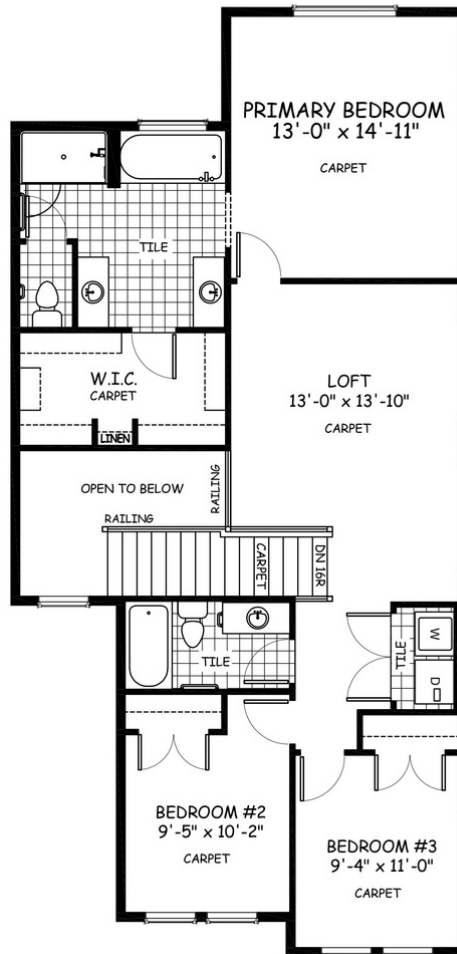 PRIMARY BEDROOM
13'-0" x 14'-11"
CARPET
TILE
W.I.C.
CARPET
LINEN
LOFT
13'-0" x 13'-10"
CARPET
OPEN TO BELOW
RAILING
RAILING
CARPET
DN 16R
TILE
TILE
W
D
BEDROOM #2
9'-5" x 10'-2"
CARPET
BEDROOM #3
9'-4" x 11'-0"
CARPET